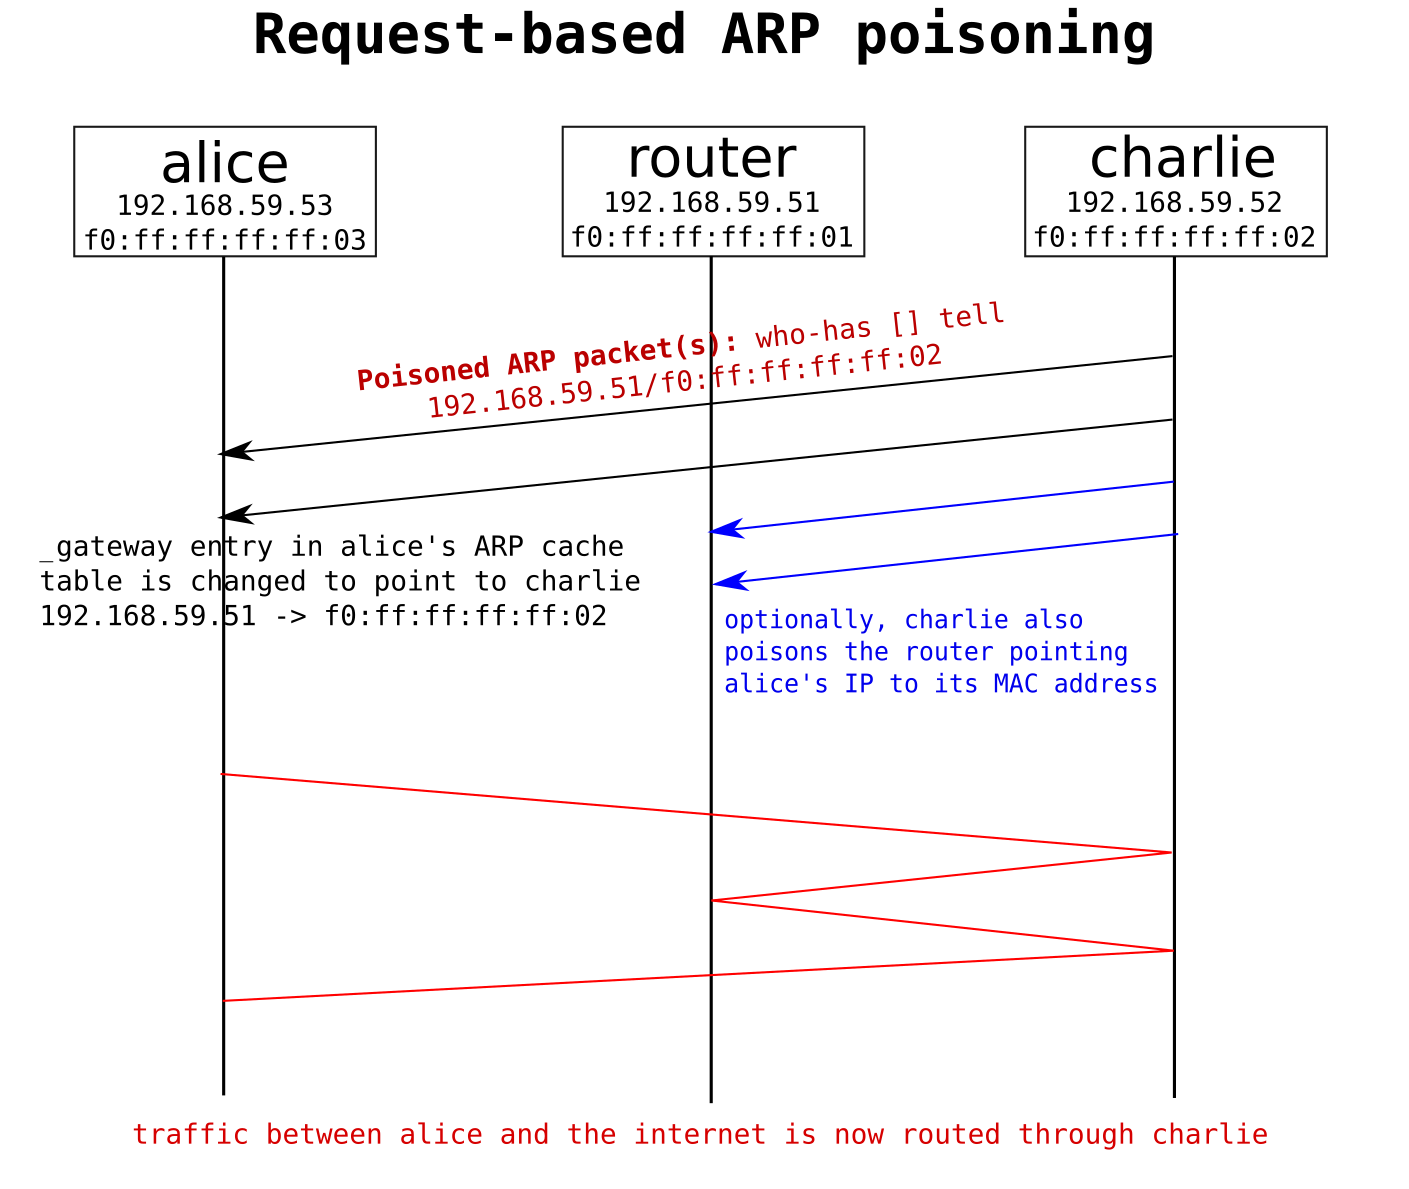 Request-based ARP poisoning
alice
192.168.59.53
f0:ff:ff:ff:ff:03
router
192.168.59.51
f0:ff:ff:ff:ff:01
charlie
192.168.59.52
f0:ff:ff:ff:ff:02
Poisoned ARP packet(s): who-has [] tell
192.168.59.51/f0:ff:ff:ff:ff:02
_gateway entry in alice's ARP cache
table is changed to point to charlie
192.168.59.51 -> f0:ff:ff:ff:ff:02
optionally, charlie also
poisons the router pointing
alice's IP to its MAC address
traffic between alice and the internet is now routed through charlie